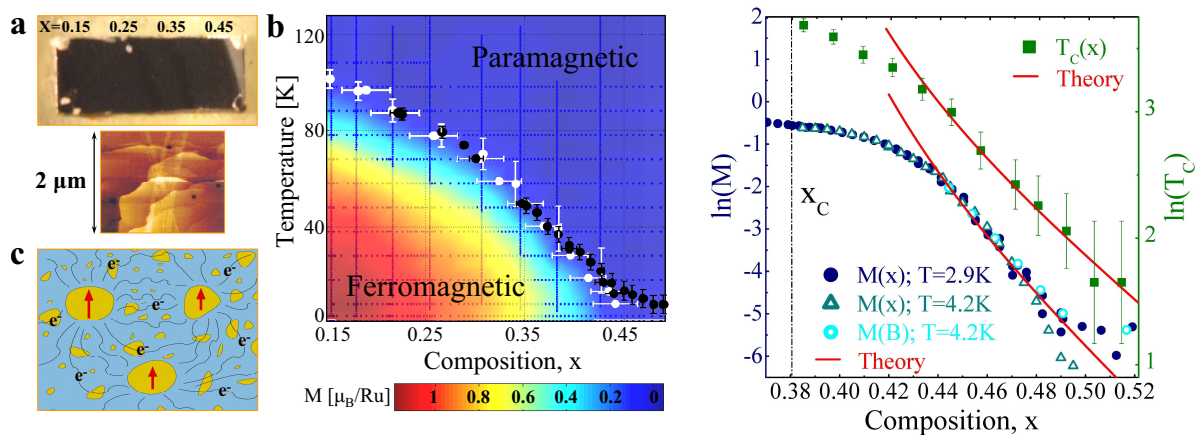 a
X=0.15 0.25 0.35 0.45
2 μm
c
e- e- e- e- e- e- e-
b
Temperature [K]
120
80
40
0
Paramagnetic
Ferromagnetic
0.15 0.25 0.35 0.45
Composition, x
M [μB/Ru] 1 0.8 0.6 0.4 0.2 0
ln(M)
2
1
0
-1
-2
-3
-4
-5
-6
TC(x)
Theory
xC
M(x); T=2.9K
M(x); T=4.2K
M(B); T=4.2K
Theory
3
2
1
ln(TC)
0.38 0.40 0.42 0.44 0.46 0.48 0.50 0.52
Composition, x